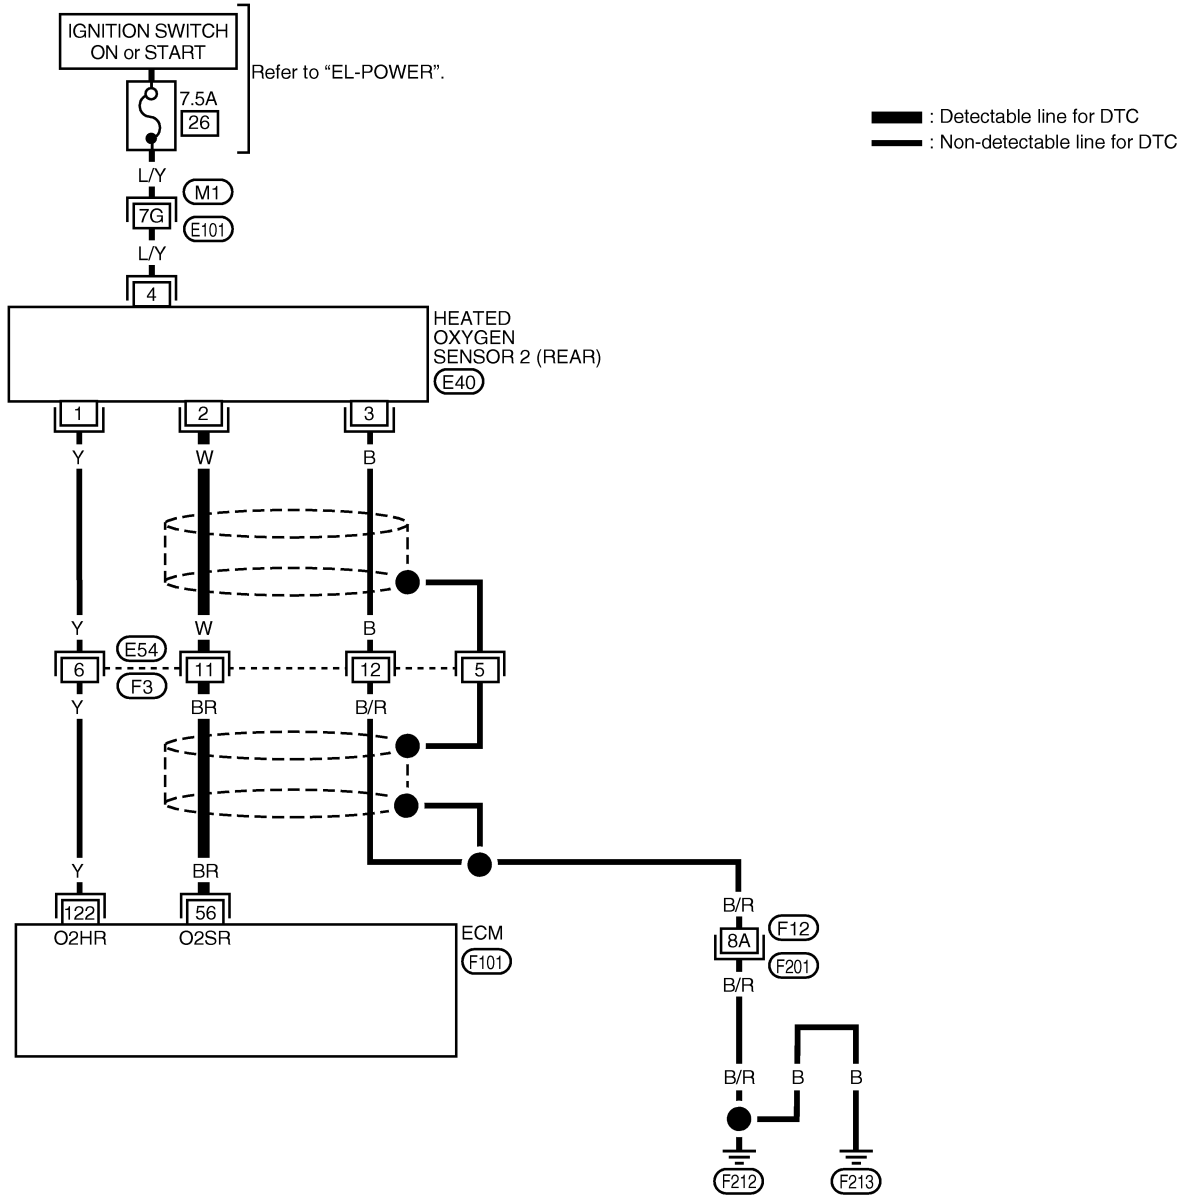 IGNITION SWITCH
ON or START
Refer to “EL-POWER”.
7.5A
26
: Detectable line for DTC
: Non-detectable line for DTC
L/Y
M1
7G
E101
L/Y
4
HEATED
OXYGEN
SENSOR 2 (REAR)
E40
1 2 3
Y W B
Y W B
E54
6 11 12 5
F3
Y BR B/R
Y BR
122 56
O2HR O2SR
ECM
F101
B/R
F12
8A
F201
B/R
B/R B B
F212 F213